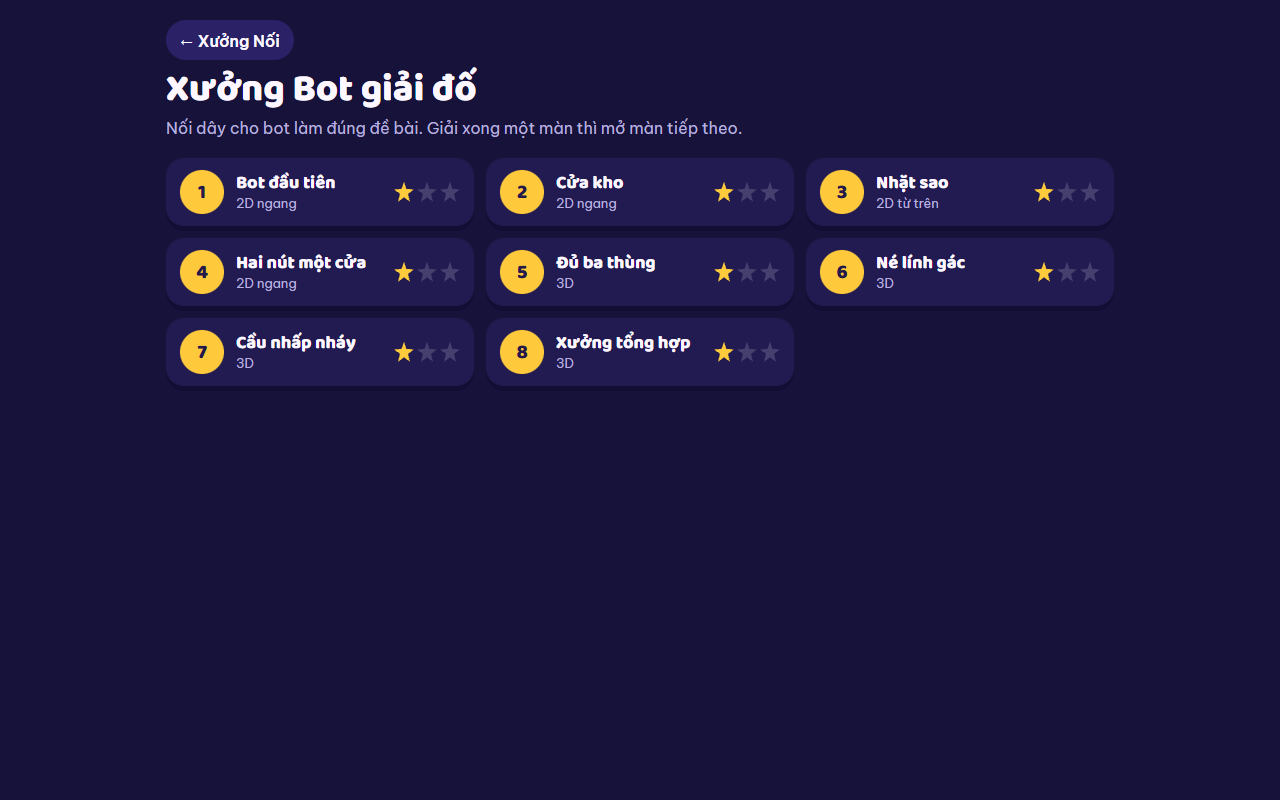 ← Xưởng Nối
Xưởng Bot giải đố
Nối dây cho bot làm đúng đề bài. Giải xong một màn thì mở màn tiếp theo.
1 Bot đầu tiên
2D ngang
2 Cửa kho
2D ngang
3 Nhặt sao
2D từ trên
4 Hai nút một cửa
2D ngang
5 Đủ ba thùng
3D
6 Né lính gác
3D
7 Cầu nhấp nháy
3D
8 Xưởng tổng hợp
3D